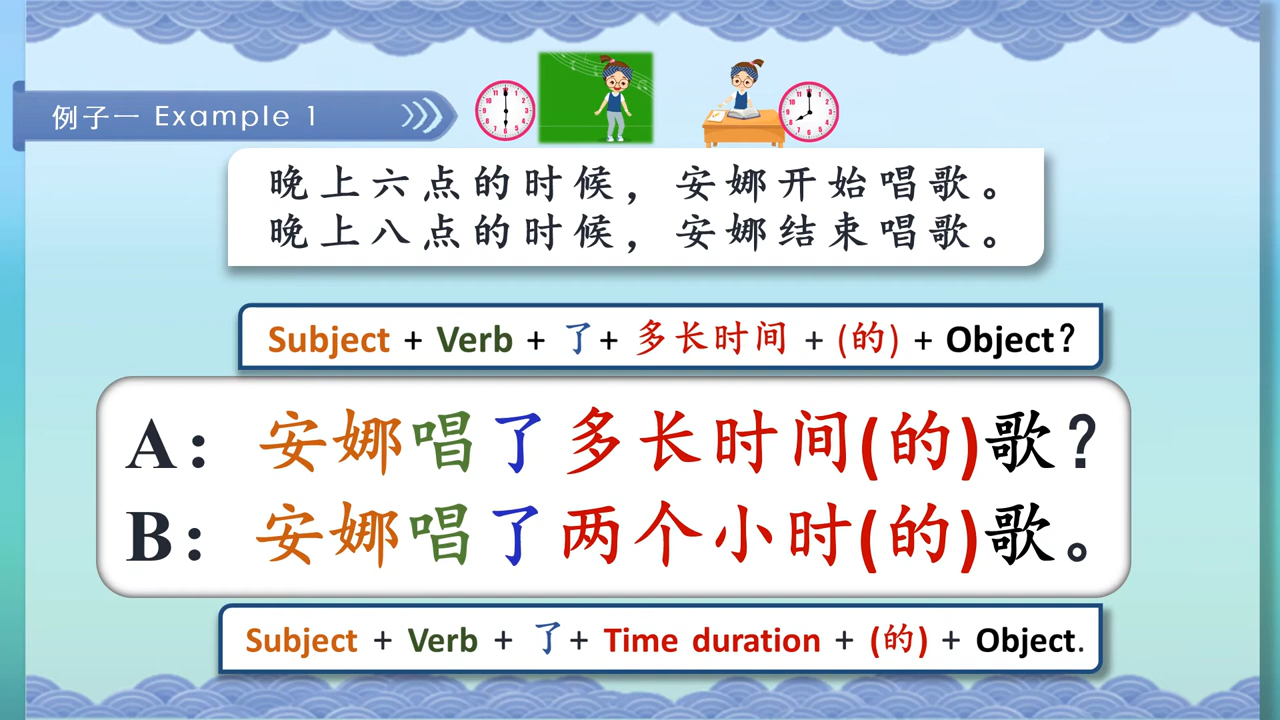 例子一 Example 1
晚上六点的时候，安娜开始唱歌。
晚上八点的时候，安娜结束唱歌。
Subject + Verb + 了+ 多长时间 + (的) + Object?
A： 安娜唱了多长时间(的)歌?
B： 安娜唱了两个小时(的)歌。
Subject + Verb + 了+ Time duration + (的) + Object.